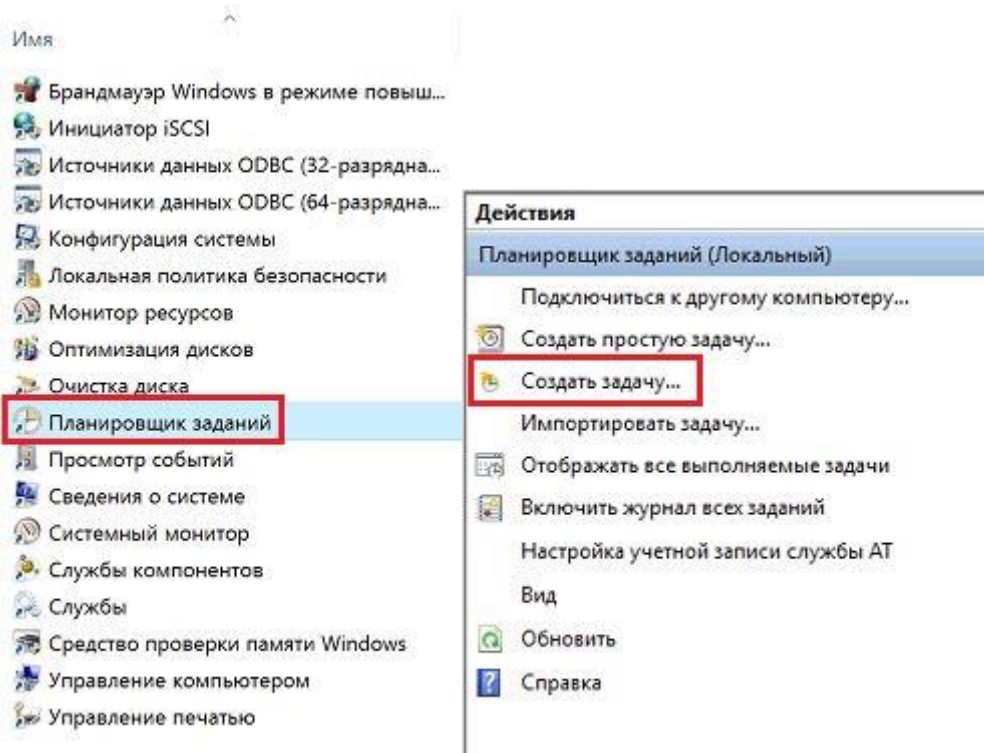 Имя
Брандмауэр Windows в режиме повыш...
Инициатор iSCSI
Источники данных ODBC (32-разрядна...
Источники данных ODBC (64-разрядна...
Конфигурация системы
Локальная политика безопасности
Монитор ресурсов
Оптимизация дисков
Очистка диска
Планировщик заданий
Просмотр событий
Сведения о системе
Системный монитор
Службы компонентов
Службы
Средство проверки памяти Windows
Управление компьютером
Управление печатью
Действия
Планировщик заданий (Локальный)
Подключиться к другому компьютеру...
Создать простую задачу...
Создать задачу...
Импортировать задачу...
Отображать все выполняемые задачи
Включить журнал всех заданий
Настройка учетной записи службы AT
Вид
Обновить
Справка